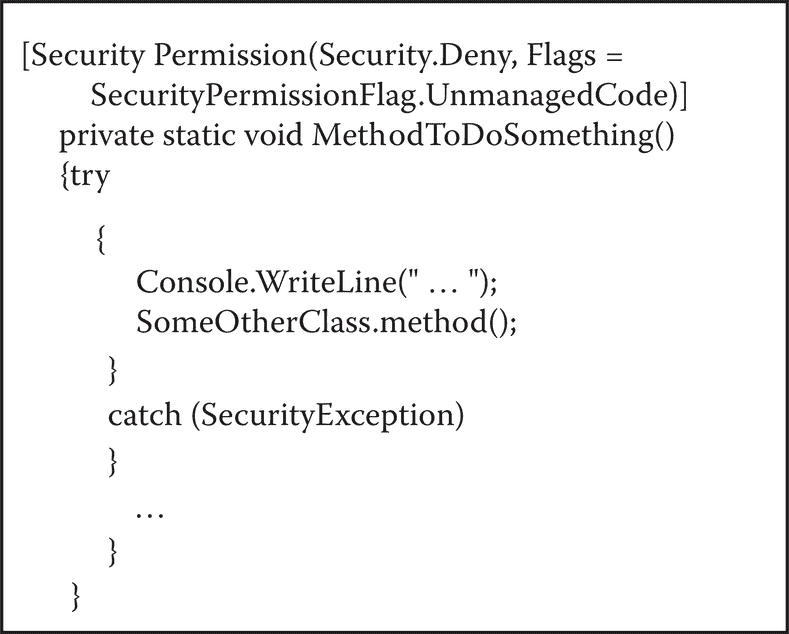 [Security Permission(Security.Deny, Flags =
SecurityPermissionFlag.UnmanagedCode)]
private static void MethodToDoSomething()
{try
{
Console.WriteLine(" … ");
SomeOtherClass.method();
}
catch (SecurityException)
}
…
}
}